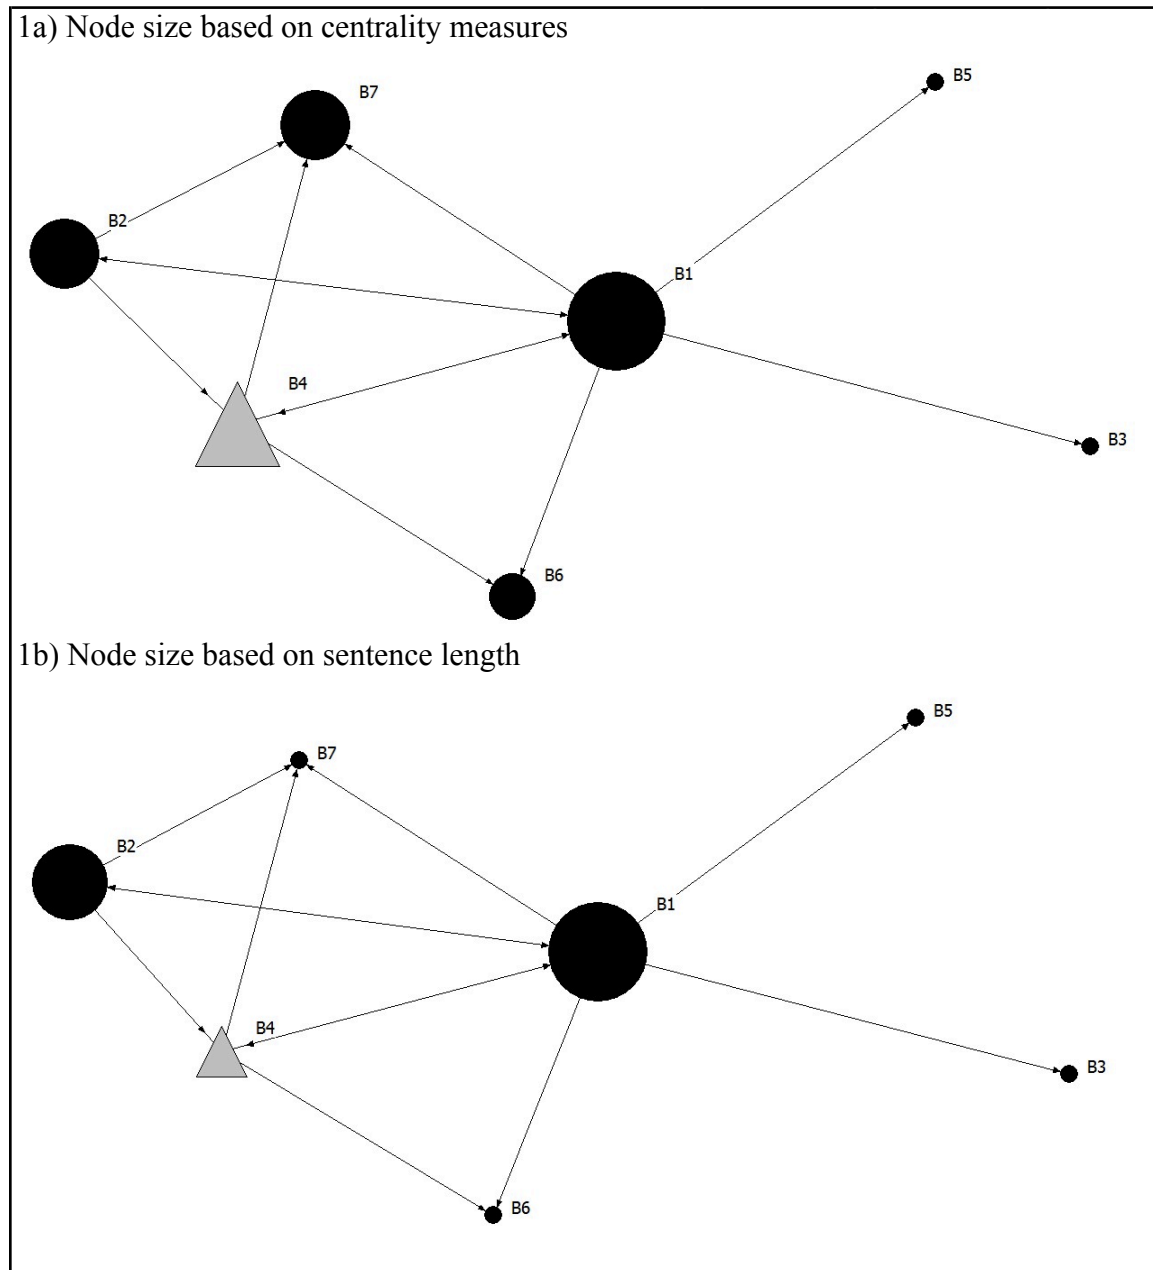 1a) Node size based on centrality measures
B5
B7
B2
B1
B4
B3
B6
1b) Node size based on sentence length
B5
B7
B2
B1
B4
B3
B6